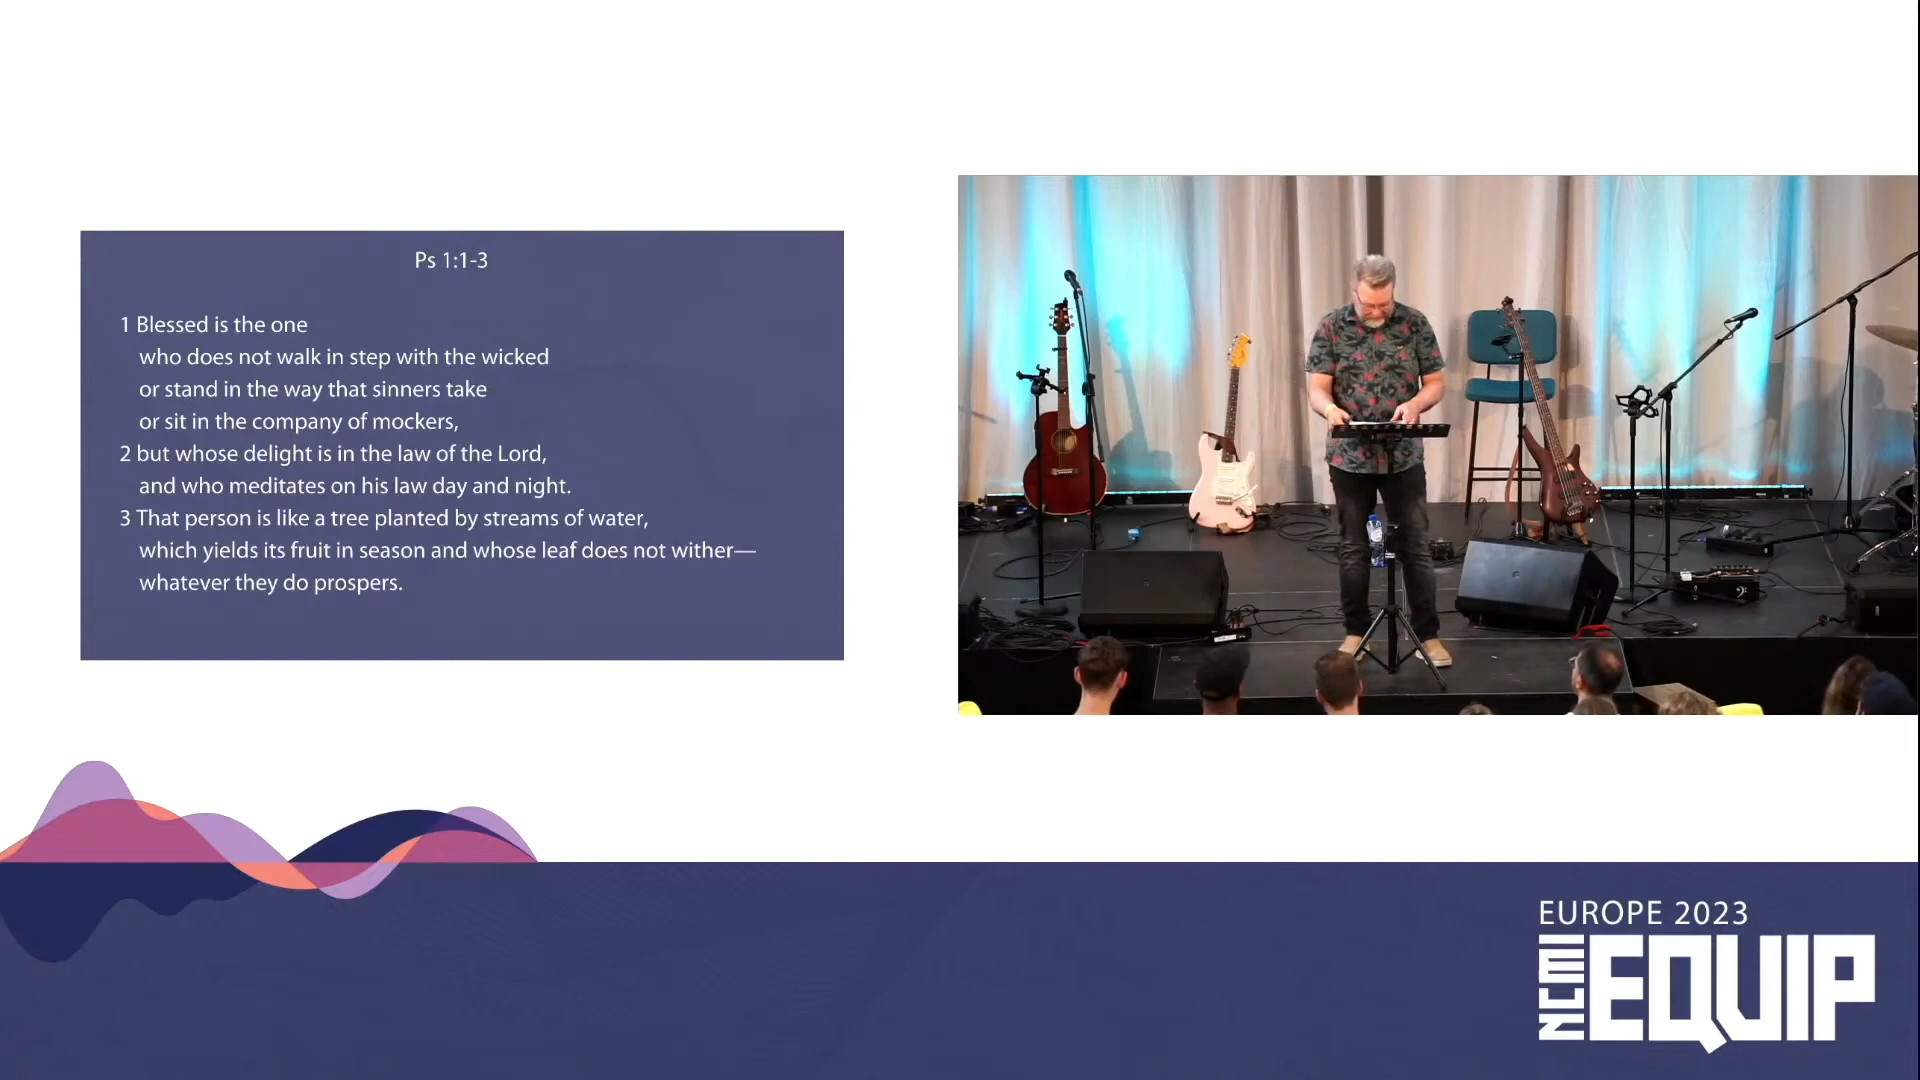 Ps 1:1-3
1 Blessed is the one
who does not walk in step with the wicked
or stand in the way that sinners take
or sit in the company of mockers,
2 but whose delight is in the law of the Lord,
and who meditates on his law day and night.
3 That person is like a tree planted by streams of water,
which yields its fruit in season and whose leaf does not wither—
whatever they do prospers.
EUROPE 2023
NCMI
EQUIP